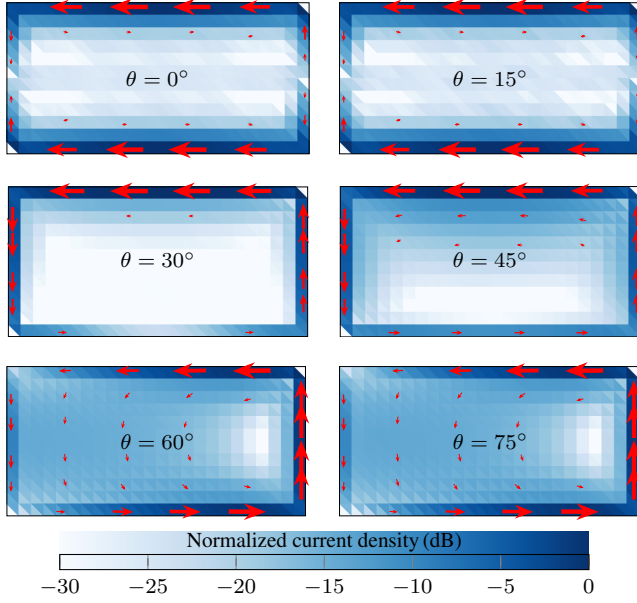 θ = 0° θ = 15°
θ = 30° θ = 45°
θ = 60° θ = 75°
Normalized current density (dB)
−30 −25 −20 −15 −10 −5 0